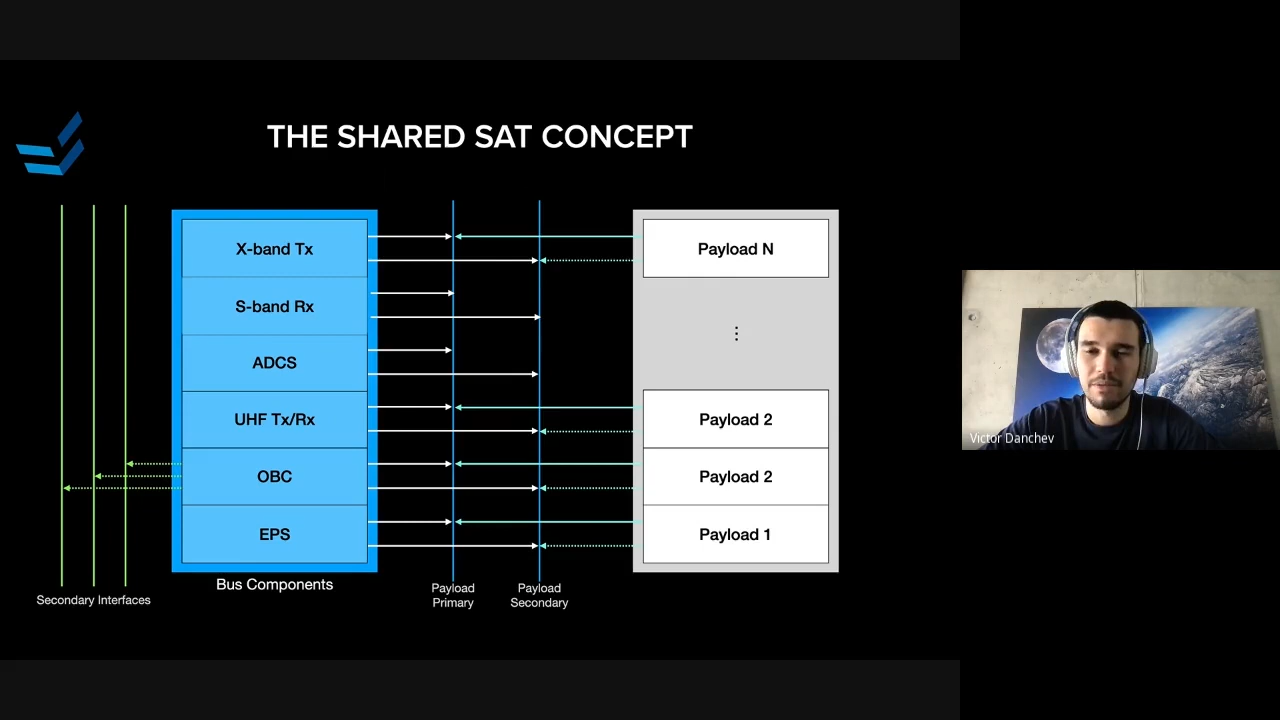 THE SHARED SAT CONCEPT
X-band Tx
S-band Rx
ADCS
UHF Tx/Rx
OBC
EPS
Bus Components
Secondary Interfaces
Payload
Primary
Payload
Secondary
Payload N
⋮
Payload 2
Payload 2
Payload 1
Victor Danchev